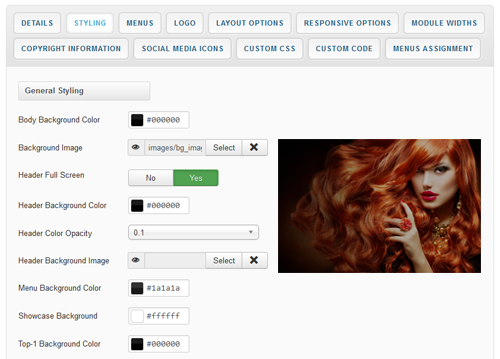 DETAILS STYLING MENUS LOGO LAYOUT OPTIONS RESPONSIVE OPTIONS MODULE WIDTHS
COPYRIGHT INFORMATION SOCIAL MEDIA ICONS CUSTOM CSS CUSTOM CODE MENUS ASSIGNMENT
General Styling
Body Background Color #000000
Background Image images/bg_imag Select
Header Full Screen No Yes
Header Background Color #000000
Header Color Opacity 0.1
Header Background Image Select
Menu Background Color #1a1a1a
Showcase Background #ffffff
Top-1 Background Color #000000